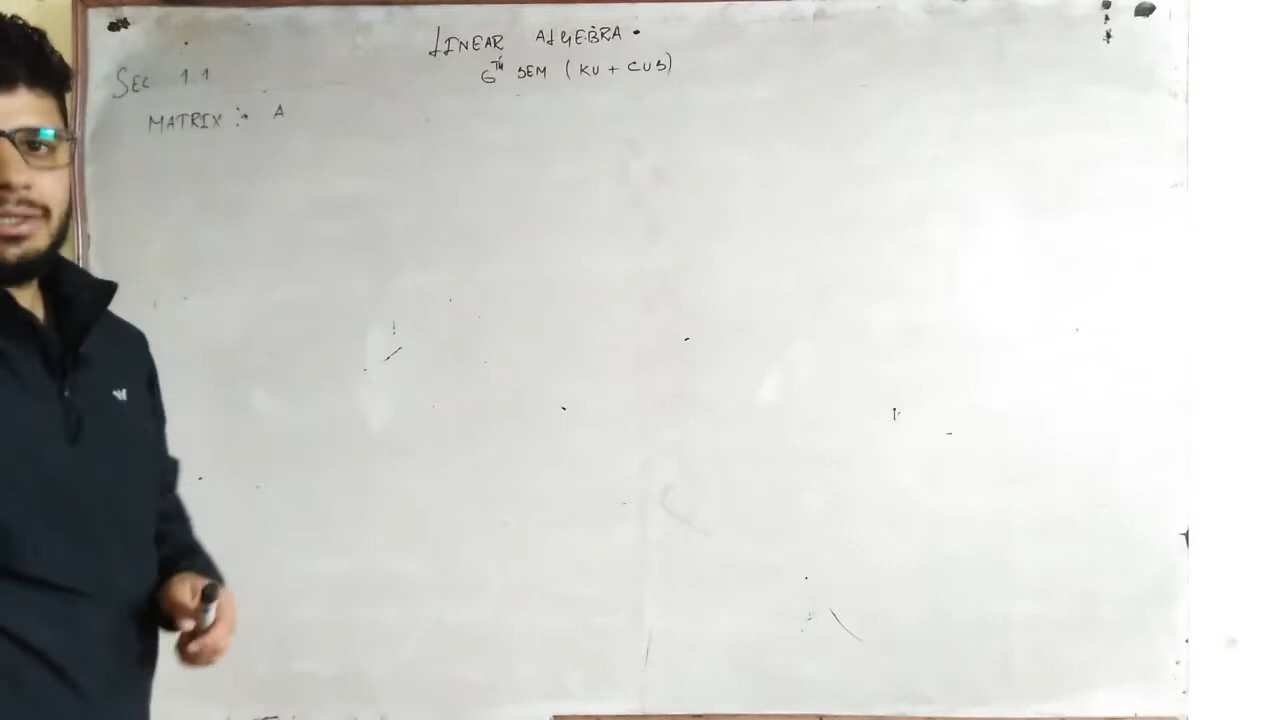 LINEAR ALGEBRA.
6TH SEM (KU + CUS)
SEC 1 1
MATRIX :- A